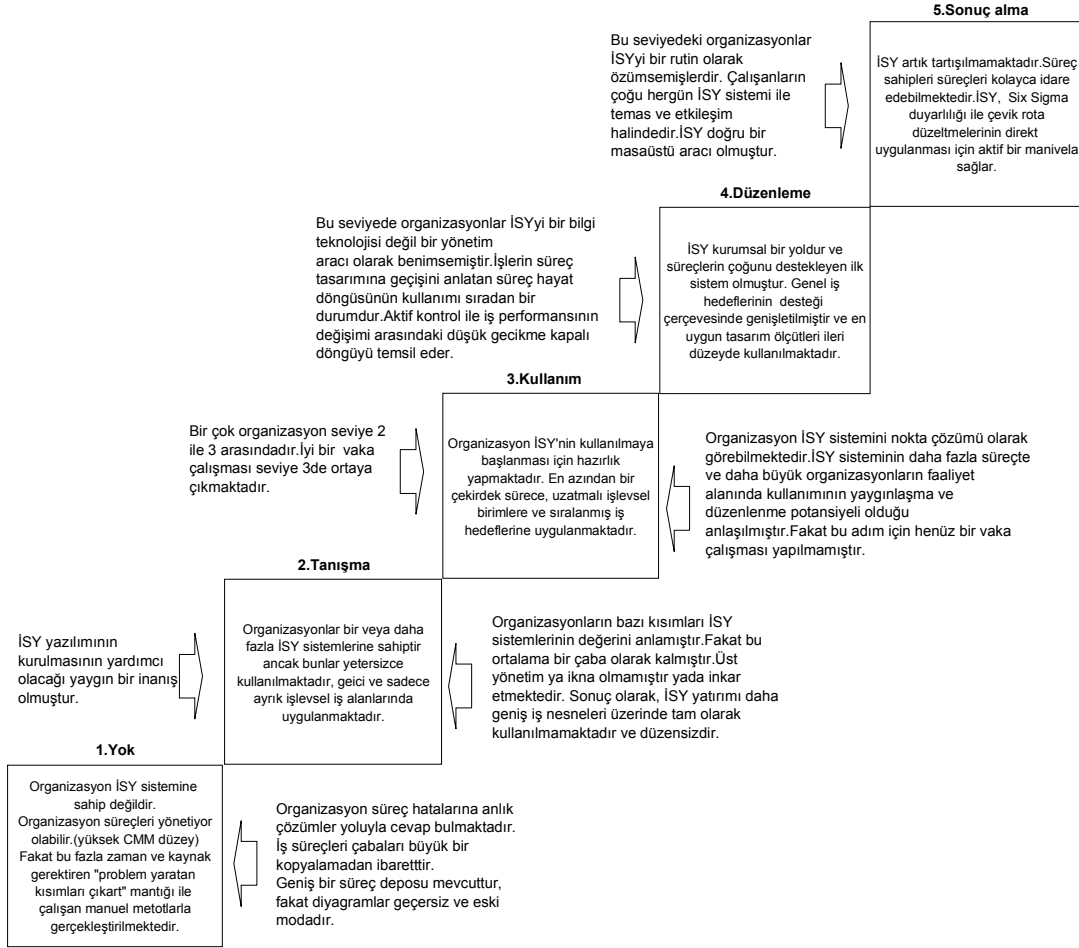 5.Sonuç alma
Bu seviyedeki organizasyonlar
İSYyi bir rutin olarak
özümsemişlerdir. Çalışanların
çoğu hergün İSY sistemi ile
temas ve etkileşim
halindedir.İSY doğru bir
masaüstü aracı olmuştur.
İSY artık tartışılmamaktadır.Süreç
sahipleri süreçleri kolayca idare
edebilmektedir.İSY, Six Sigma
duyarlılığı ile çevik rota
düzeltmelerinin direkt
uygulanması için aktif bir manivela
sağlar.
4.Düzenleme
Bu seviyede organizasyonlar İSYyi bir bilgi
teknolojisi değil bir yönetim
aracı olarak benimsemiştir.İşlerin süreç
tasarımına geçişini anlatan süreç hayat
döngüsünün kullanımı sıradan bir
durumdur.Aktif kontrol ile iş performansının
değişimi arasındaki düşük gecikme kapalı
döngüyü temsil eder.
İSY kurumsal bir yoldur ve
süreçlerin çoğunu destekleyen ilk
sistem olmuştur. Genel iş
hedeflerinin desteği
çerçevesinde genişletilmiştir ve en
uygun tasarım ölçütleri ileri
düzeyde kullanılmaktadır.
3.Kullanım
Bir çok organizasyon seviye 2
ile 3 arasındadır.İyi bir vaka
çalışması seviye 3de ortaya
çıkmaktadır.
Organizasyon İSY'nin kullanılmaya
başlanması için hazırlık
yapmaktadır. En azından bir
çekirdek sürece, uzatmalı işlevsel
birimlere ve sıralanmış iş
hedeflerine uygulanmaktadır.
Organizasyon İSY sistemini nokta çözümü olarak
görebilmektedir.İSY sisteminin daha fazla süreçte
ve daha büyük organizasyonların faaliyet
alanında kullanımının yaygınlaşma ve
düzenlenme potansiyeli olduğu
anlaşılmıştır.Fakat bu adım için henüz bir vaka
çalışması yapılmamıştır.
2.Tanışma
İSY yazılımının
kurulmasının yardımcı
olacağı yaygın bir inanış
olmuştur.
Organizasyonlar bir veya daha
fazla İSY sistemlerine sahiptir
ancak bunlar yetersizce
kullanılmaktadır, geici ve sadece
ayrık işlevsel iş alanlarında
uygulanmaktadır.
Organizasyonların bazı kısımları İSY
sistemlerinin değerini anlamıştır.Fakat bu
ortalama bir çaba olarak kalmıştır.Üst
yönetim ya ikna olmamıştır yada inkar
etmektedir. Sonuç olarak, İSY yatırımı daha
geniş iş nesneleri üzerinde tam olarak
kullanılmamaktadır ve düzensizdir.
1.Yok
Organizasyon İSY sistemine
sahip değildir.
Organizasyon süreçleri yönetiyor
olabilir.(yüksek CMM düzey)
Fakat bu fazla zaman ve kaynak
gerektiren "problem yaratan
kısımları çıkart" mantığı ile
çalışan manuel metotlarla
gerçekleştirilmektedir.
Organizasyon süreç hatalarına anlık
çözümler yoluyla cevap bulmaktadır.
İş süreçleri çabaları büyük bir
kopyalamadan ibaretttir.
Geniş bir süreç deposu mevcuttur,
fakat diyagramlar geçersiz ve eski
modadır.